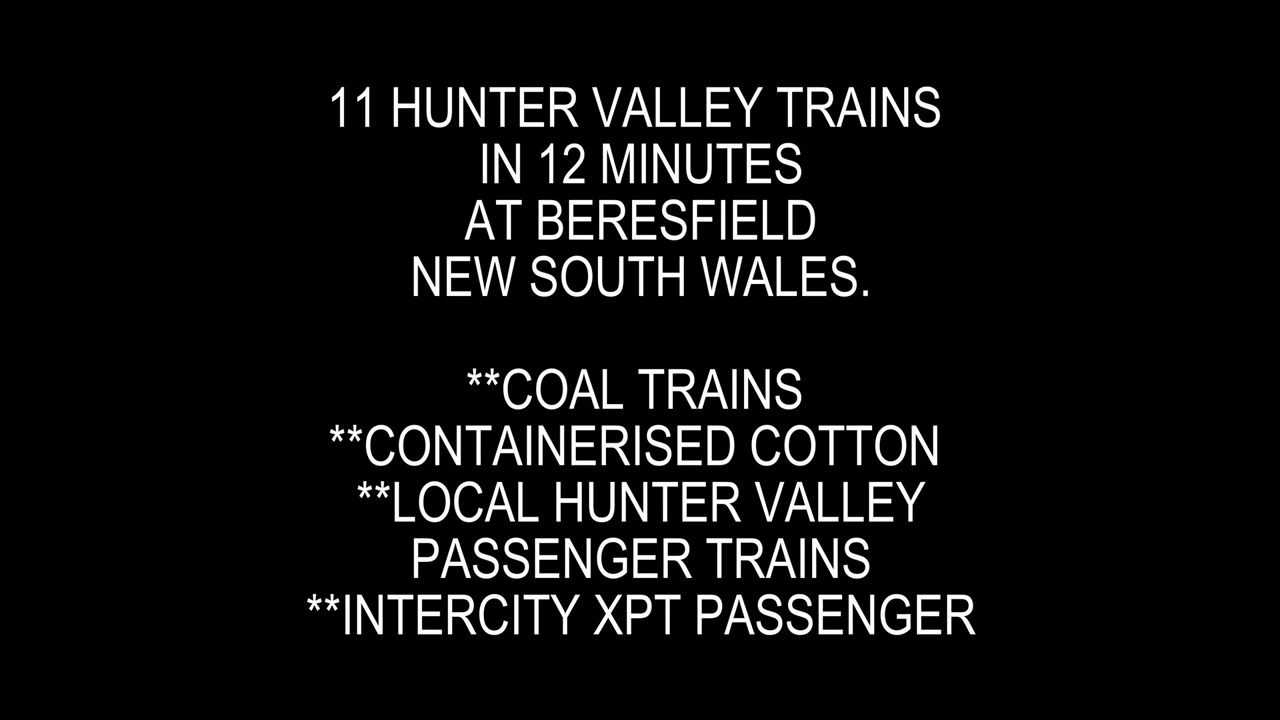 11 HUNTER VALLEY TRAINS
IN 12 MINUTES
AT BERESFIELD
NEW SOUTH WALES.
**COAL TRAINS
**CONTAINERISED COTTON
**LOCAL HUNTER VALLEY
PASSENGER TRAINS
**INTERCITY XPT PASSENGER